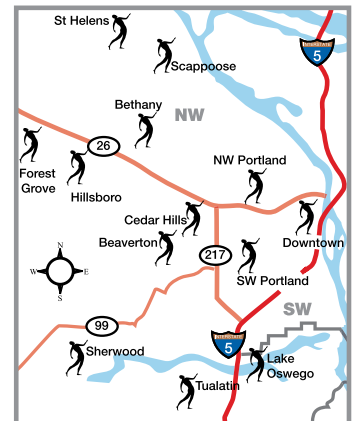 St Helens
INTERSTATE
5
Scappoose
Bethany
NW
26
NW Portland
Forest
Grove
Hillsboro
Cedar Hills
Beaverton
Downtown
217
N
W
E
S
SW Portland
SW
99
INTERSTATE
5
Sherwood
Lake
Oswego
Tualatin